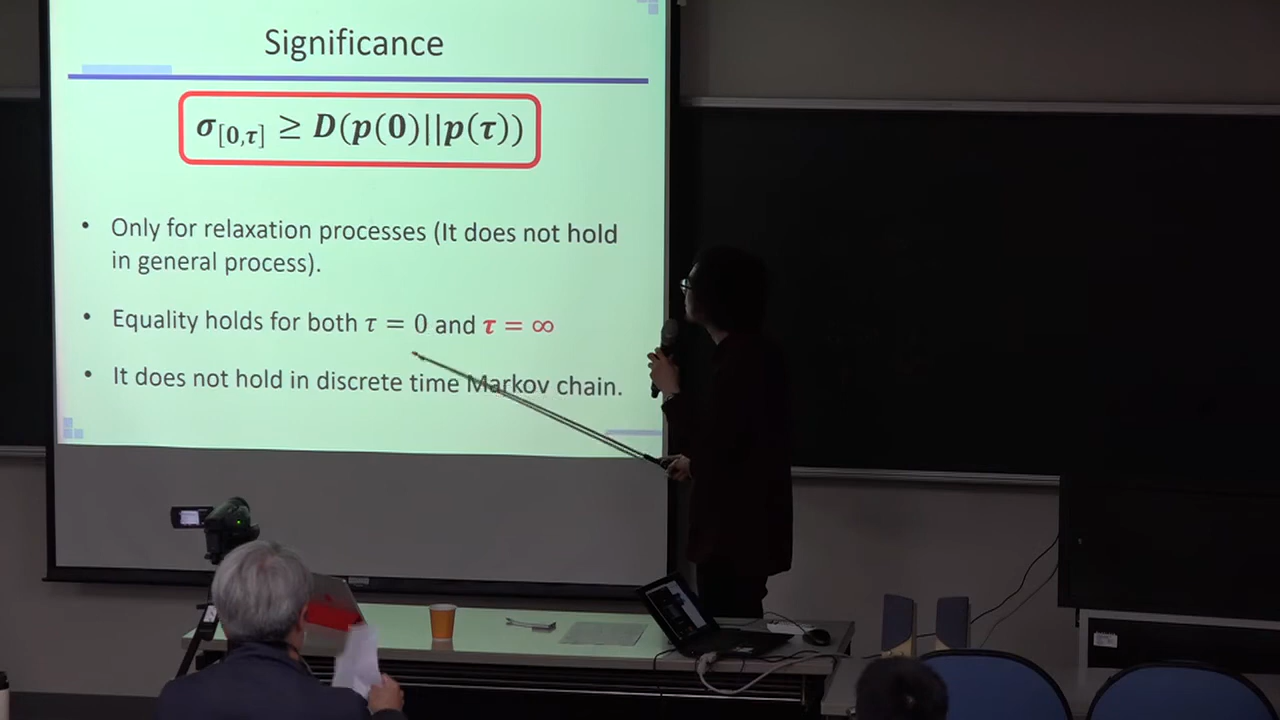 Significance
σ[0,τ] ≥ D(p(0)||p(τ))
• Only for relaxation processes (It does not hold
in general process).
• Equality holds for both τ = 0 and τ = ∞
• It does not hold in discrete time Markov chain.